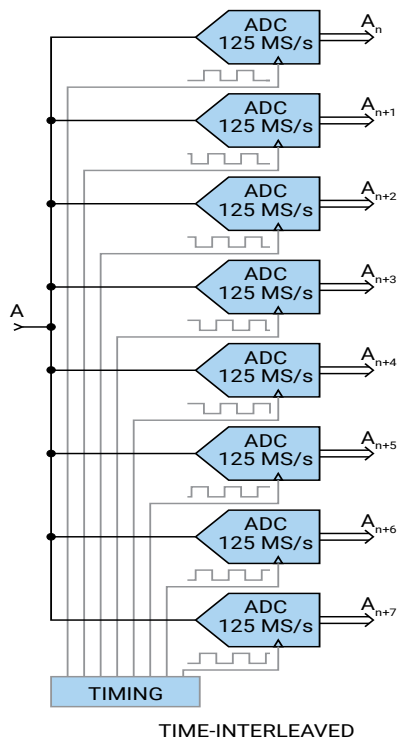 ADC
125 MS/s
Aₙ
ADC
125 MS/s
Aₙ₊₁
ADC
125 MS/s
Aₙ₊₂
ADC
125 MS/s
Aₙ₊₃
A
ADC
125 MS/s
Aₙ₊₄
ADC
125 MS/s
Aₙ₊₅
ADC
125 MS/s
Aₙ₊₆
ADC
125 MS/s
Aₙ₊₇
TIMING
TIME-INTERLEAVED